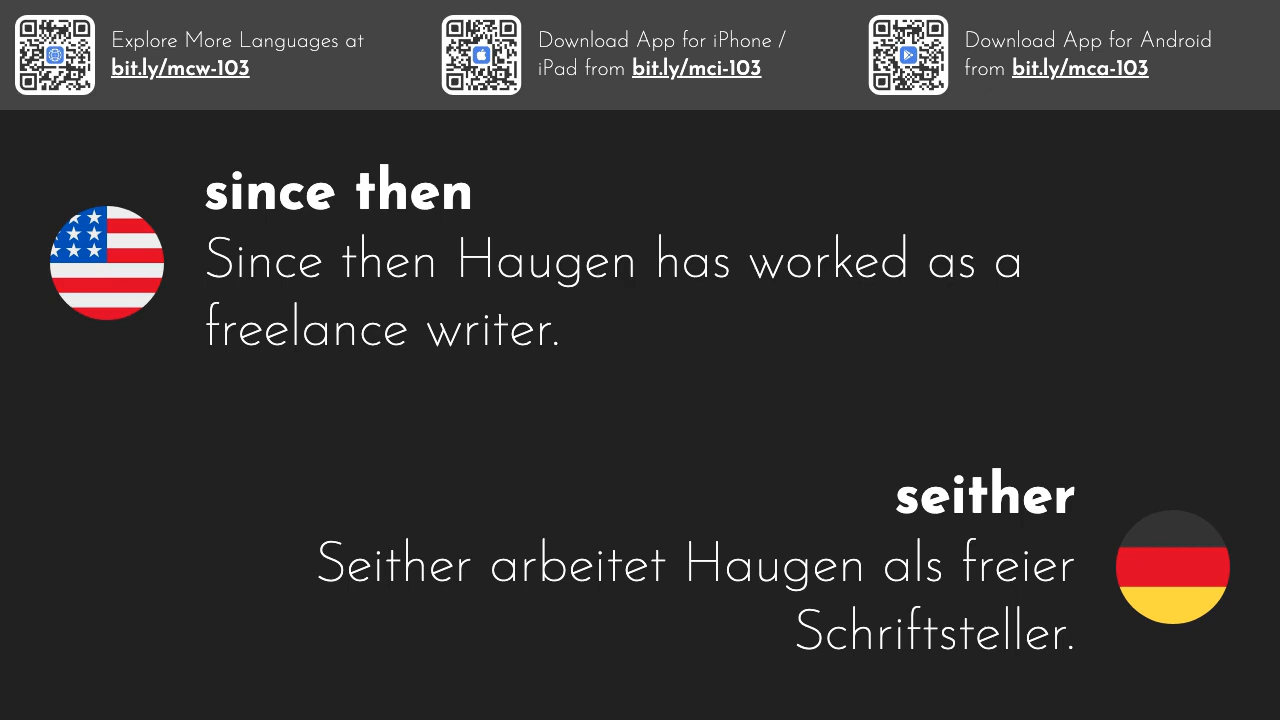 Explore More Languages at
bit.ly/mcw-103
Download App for iPhone /
iPad from bit.ly/mci-103
Download App for Android
from bit.ly/mca-103
since then
Since then Haugen has worked as a
freelance writer.
seither
Seither arbeitet Haugen als freier
Schriftsteller.